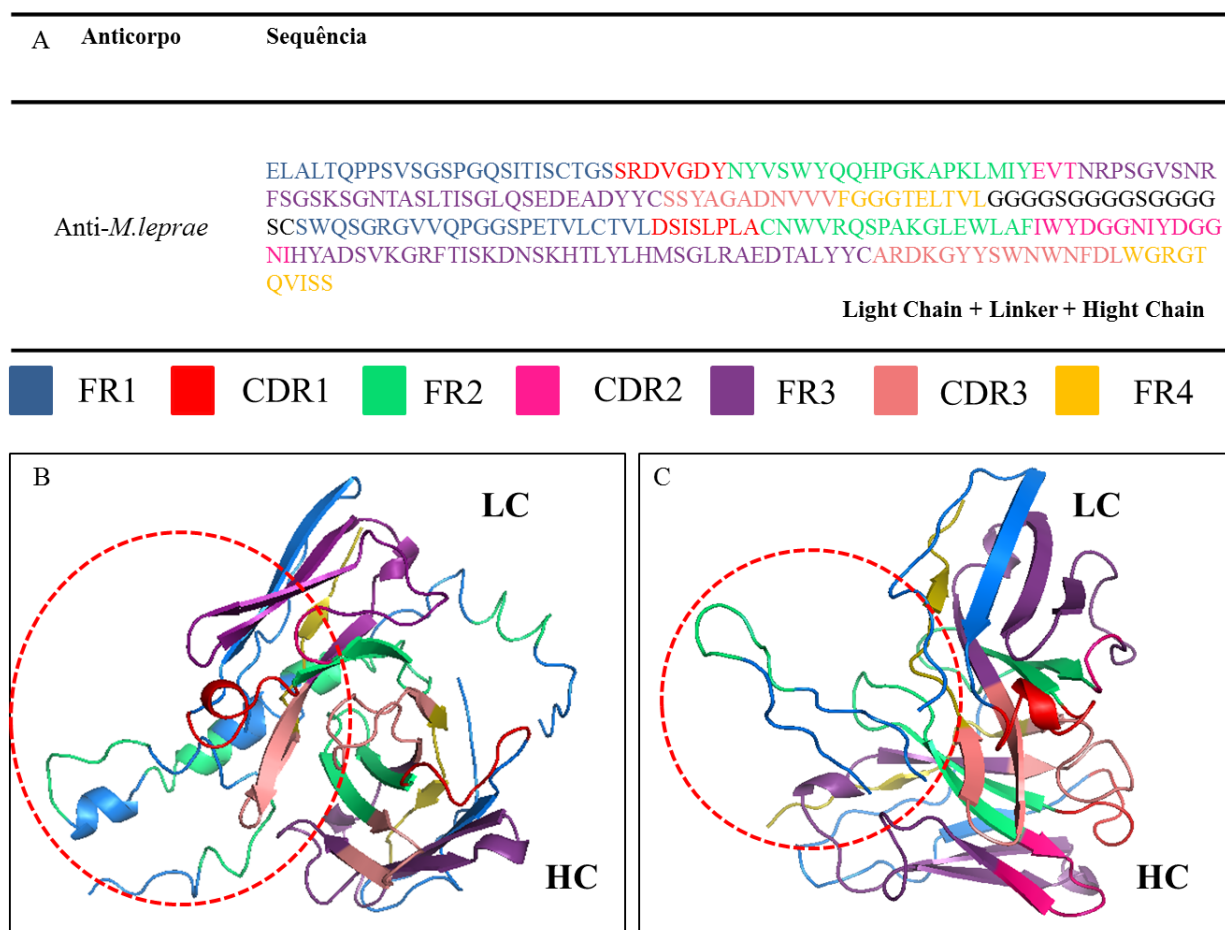 A Anticorpo Sequência
ELALTQPPSVSGSPGQSITISCTGSSRDVGDYNYVSWYQQHPGKAPKLMIYEVTNRPSGVSNR
FSGSKSGNTASLTISGLQSEDEADYYCSSYAGADNVVVFGGGTELTVLGGGGSGGGGSGGGG
Anti-M.leprae
SCSWQSGRGVVQPGGSPETVLCTVLDSISLPLACNWVRQSPAKGLEWLAFIWYDGGNIYDGG
NIHYADSVKGRFTISKDNSKHTLYLHMSGLRAEDTALYYCARDKGYYSWNWNFDLWGRGT
QVISS
Light Chain + Linker + Hight Chain
FR1 CDR1 FR2 CDR2 FR3 CDR3 FR4
B LC
HC
C LC
HC